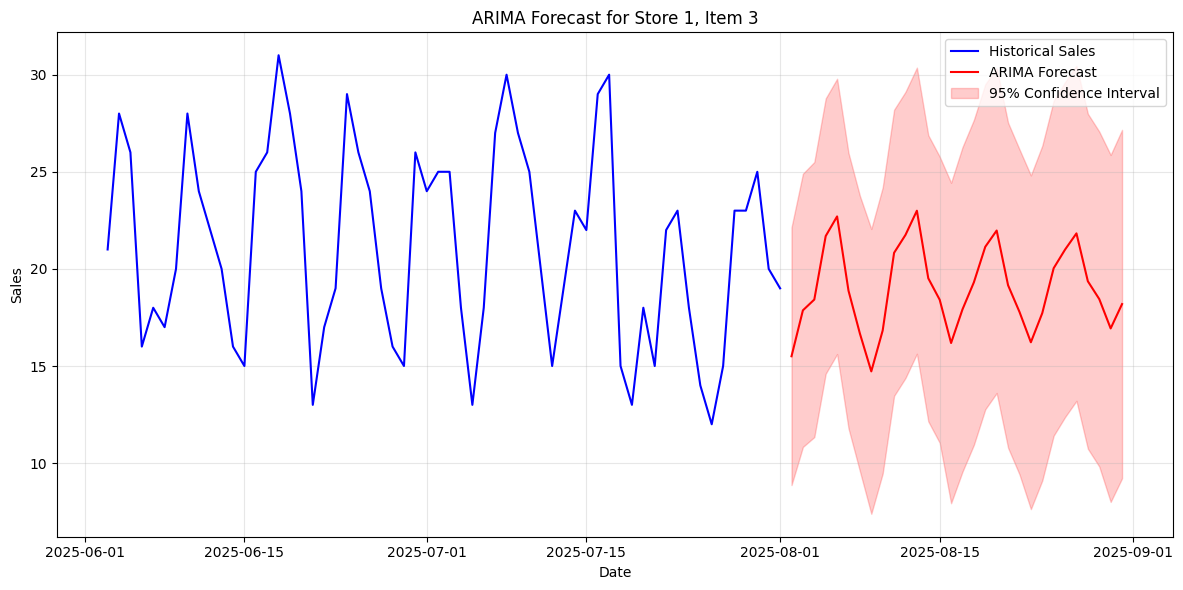 ARIMA Forecast for Store 1, Item 3
Historical Sales
ARIMA Forecast
95% Confidence Interval
30
25
20
15
10
Sales
2025-06-01 2025-06-15 2025-07-01 2025-07-15 2025-08-01 2025-08-15 2025-09-01
Date